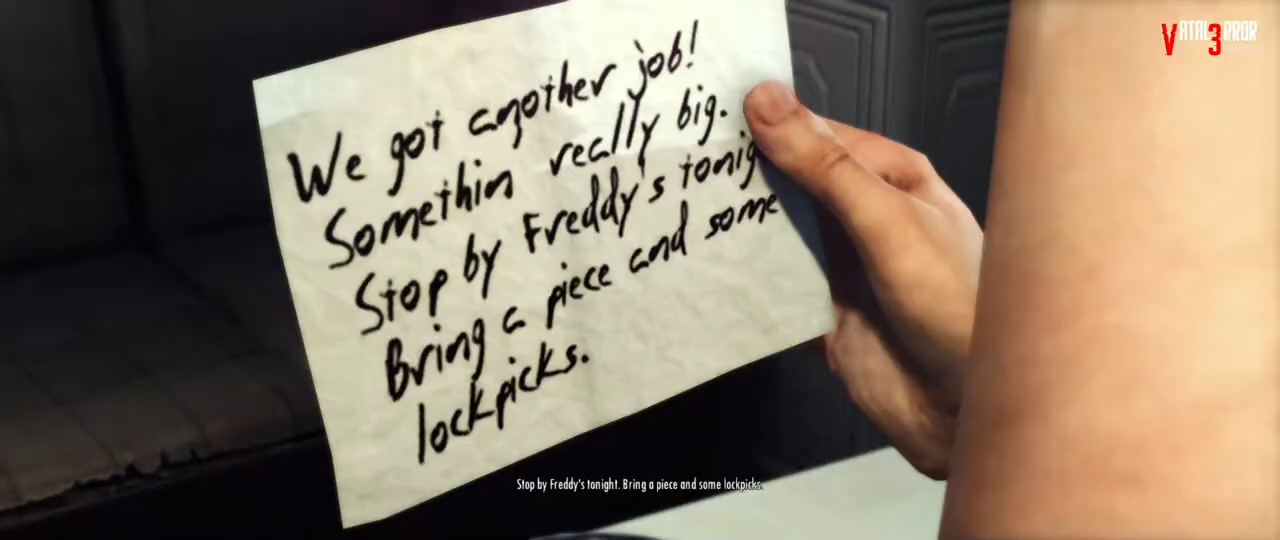 VATAL3RROR
We got another job!
Somethin really big.
Stop by Freddy's tonig
Bring a piece and some
lockpicks.
Stop by Freddy's tonight. Bring a piece and some lockpicks.